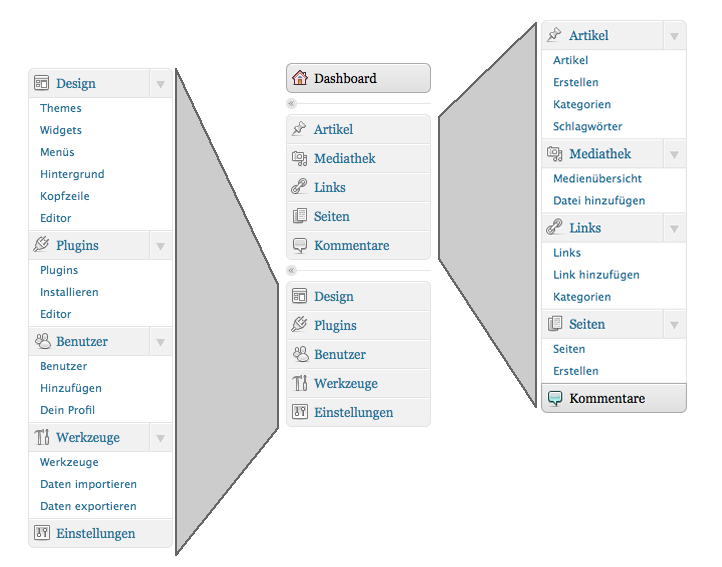 Design
Themes
Widgets
Menüs
Hintergrund
Kopfzeile
Editor
Plugins
Plugins
Installieren
Editor
Benutzer
Benutzer
Hinzufügen
Dein Profil
Werkzeuge
Werkzeuge
Daten importieren
Daten exportieren
Einstellungen
Dashboard
Artikel
Mediathek
Links
Seiten
Kommentare
Design
Plugins
Benutzer
Werkzeuge
Einstellungen
Artikel
Artikel
Erstellen
Kategorien
Schlagwörter
Mediathek
Medienübersicht
Datei hinzufügen
Links
Links
Link hinzufügen
Kategorien
Seiten
Seiten
Erstellen
Kommentare